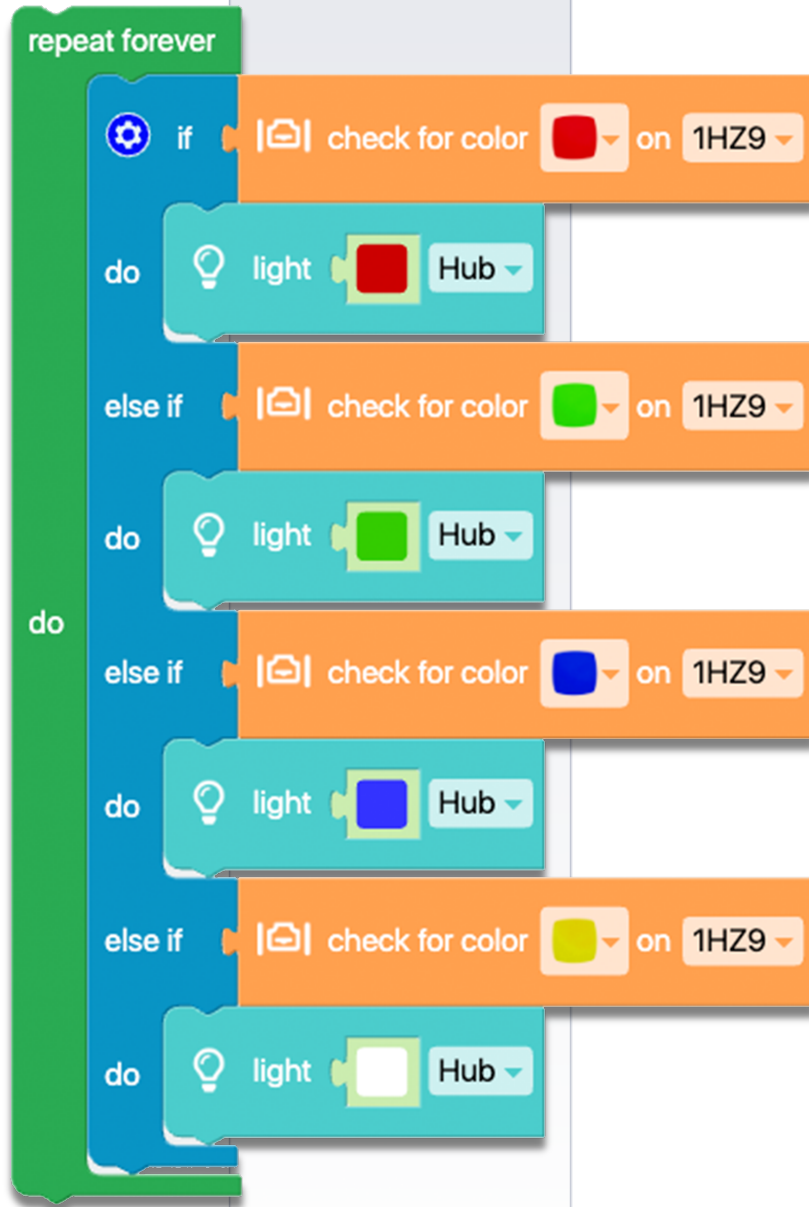 repeat forever
if check for color on 1HZ9
do light Hub
else if check for color on 1HZ9
do light Hub
do
else if check for color on 1HZ9
do light Hub
else if check for color on 1HZ9
do light Hub